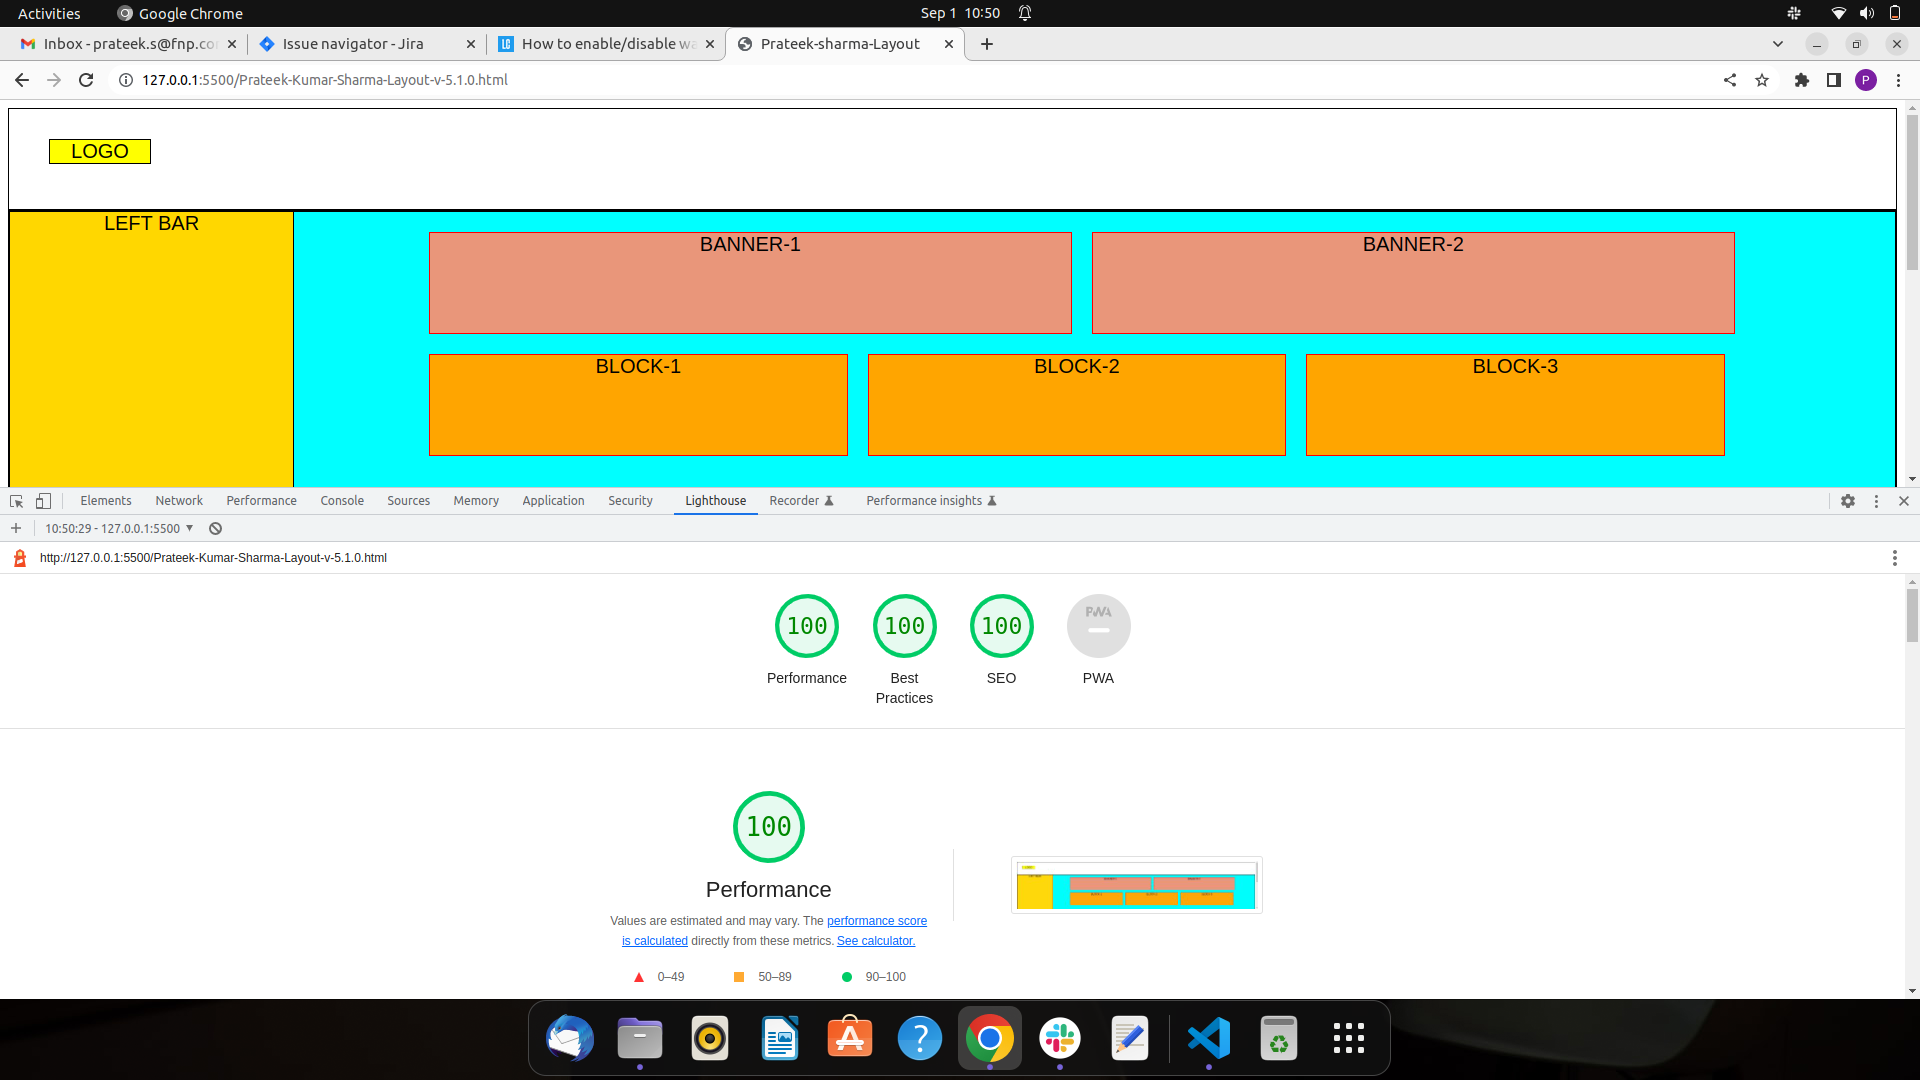 Activities
Google Chrome
Sep 1 10:50
Inbox - prateek.s@fnp.co
Issue navigator - Jira
How to enable/disable wa
Prateek-sharma-Layout
127.0.0.1:5500/Prateek-Kumar-Sharma-Layout-v-5.1.0.html
P
LOGO
LEFT BAR
BANNER-1
BANNER-2
BLOCK-1
BLOCK-2
BLOCK-3
Elements
Network
Performance
Console
Sources
Memory
Application
Security
Lighthouse
Recorder
Performance insights
10:50:29 - 127.0.0.1:5500
http://127.0.0.1:5500/Prateek-Kumar-Sharma-Layout-v-5.1.0.html
100
100
100
PWA
Performance
Best
Practices
SEO
PWA
100
Performance
Values are estimated and may vary. The performance score
is calculated directly from these metrics. See calculator.
0–49
50–89
90–100